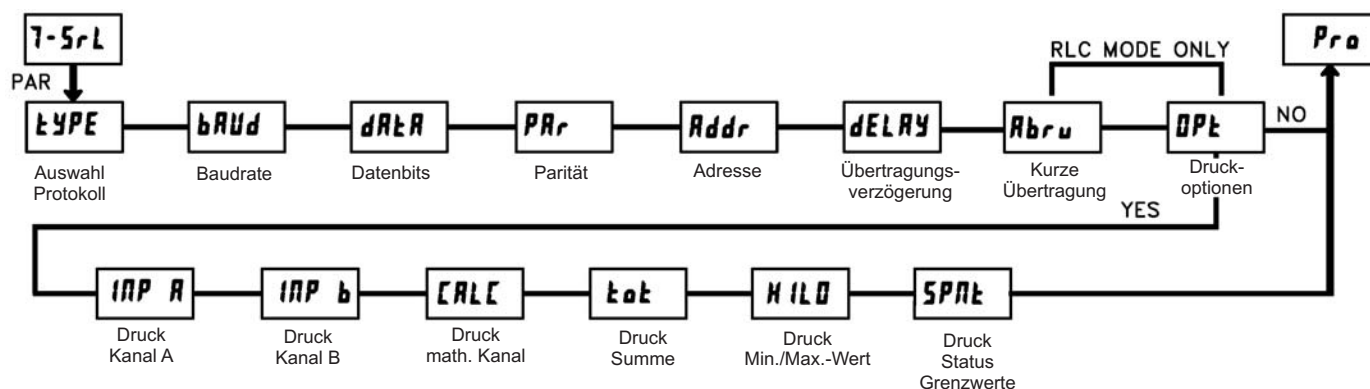 7-SrL
Pro
RLC MODE ONLY
PAR
tYPE bAUd dAtA PAr Addr dELAY Abru OPt NO
Auswahl
Protokoll
Baudrate
Datenbits
Parität
Adresse
Übertragungs-
verzögerung
Kurze
Übertragung
Druck-
optionen
YES
INP A INP b CALC tot HILO SPNt
Druck
Kanal A
Druck
Kanal B
Druck
math. Kanal
Druck
Summe
Druck
Min./Max.-Wert
Druck
Status
Grenzwerte